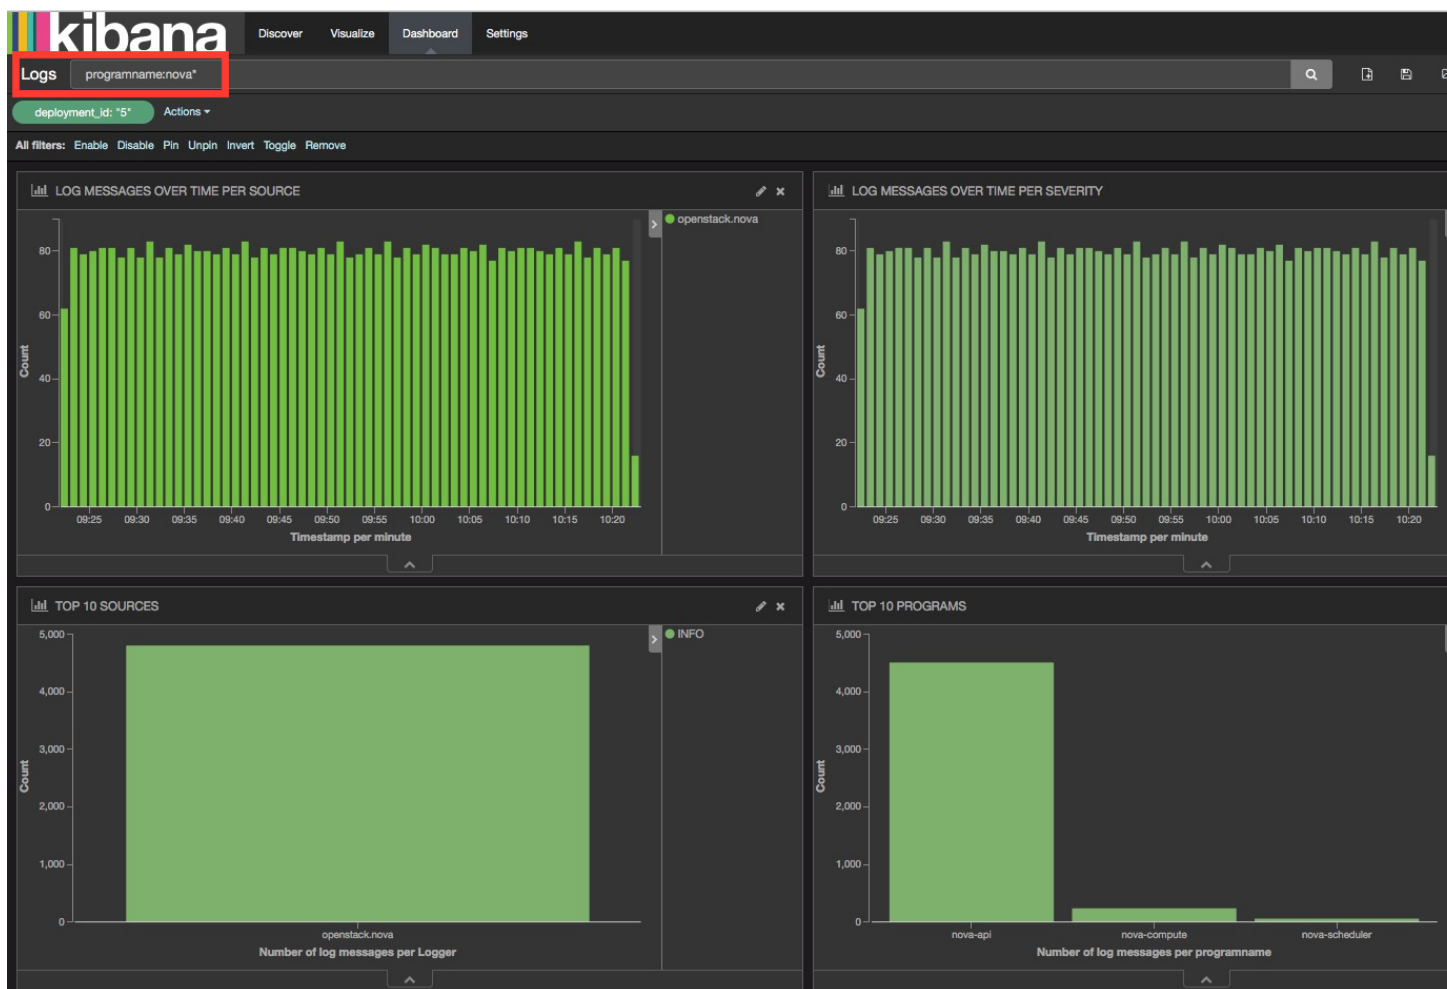 kibana
Discover Visualize Dashboard Settings
Logs programname:nova*
deployment_id: "5" Actions
All filters: Enable Disable Pin Unpin Invert Toggle Remove
LOG MESSAGES OVER TIME PER SOURCE
80
60
40
20
0
Count
09:25 09:30 09:35 09:40 09:45 09:50 09:55 10:00 10:05 10:10 10:15 10:20
Timestamp per minute
openstack.nova
LOG MESSAGES OVER TIME PER SEVERITY
80
60
40
20
0
Count
09:25 09:30 09:35 09:40 09:45 09:50 09:55 10:00 10:05 10:10 10:15 10:20
Timestamp per minute
TOP 10 SOURCES
5,000
4,000
3,000
2,000
1,000
0
Count
openstack.nova
Number of log messages per Logger
INFO
TOP 10 PROGRAMS
5,000
4,000
3,000
2,000
1,000
0
Count
nova-api nova-compute nova-scheduler
Number of log messages per programname